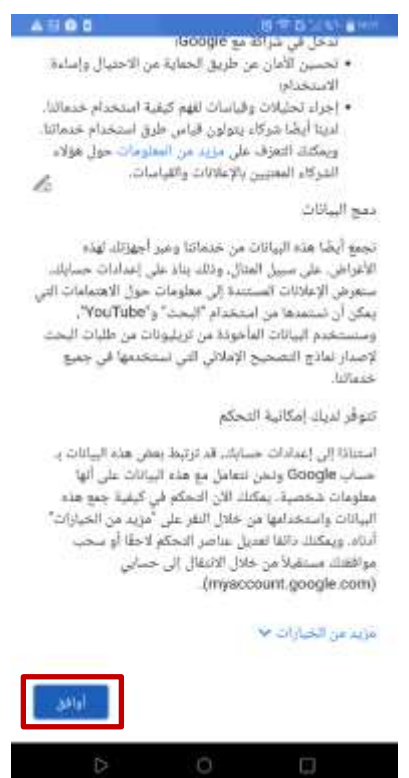 تدخل في شراكة مع Google؛
• تحسين الأمان عن طريق الحماية من الاحتيال وإساءة
الاستخدام؛
• إجراء تحليلات وقياسات لفهم كيفية استخدام خدماتنا.
لدينا أيضًا شركاء يتولون قياس طرق استخدام خدماتنا.
ويمكنك التعرّف على مزيد من المعلومات حول هؤلاء
الشركاء المعنيين بالإعلانات والقياسات.
دمج البيانات
نجمع أيضًا هذه البيانات من خدماتنا وعبر أجهزتك لهذه
الأغراض. على سبيل المثال، وذلك بناءً على إعدادات حسابك،
سنعرض الإعلانات المستندة إلى معلومات حول الاهتمامات التي
يمكن أن نستمدها من استخدام "البحث" و"YouTube"،
وسنستخدم البيانات المأخوذة من تريليونات من طلبات البحث
لإصدار نماذج التصحيح الإملائي التي نستخدمها في جميع
خدماتنا.
تتوفّر لديك إمكانية التحكم
استنادًا إلى إعدادات حسابك، قد ترتبط بعض هذه البيانات بـ
حساب Google ونحن نتعامل مع هذه البيانات على أنها
معلومات شخصية. يمكنك الآن التحكم في كيفية جمع هذه
البيانات واستخدامها من خلال النقر على "مزيد من الخيارات"
أدناه. ويمكنك دائمًا تعديل عناصر التحكم لاحقًا أو سحب
موافقتك مستقبلاً من خلال الانتقال إلى حسابي
(myaccount.google.com).
مزيد من الخيارات
أوافق